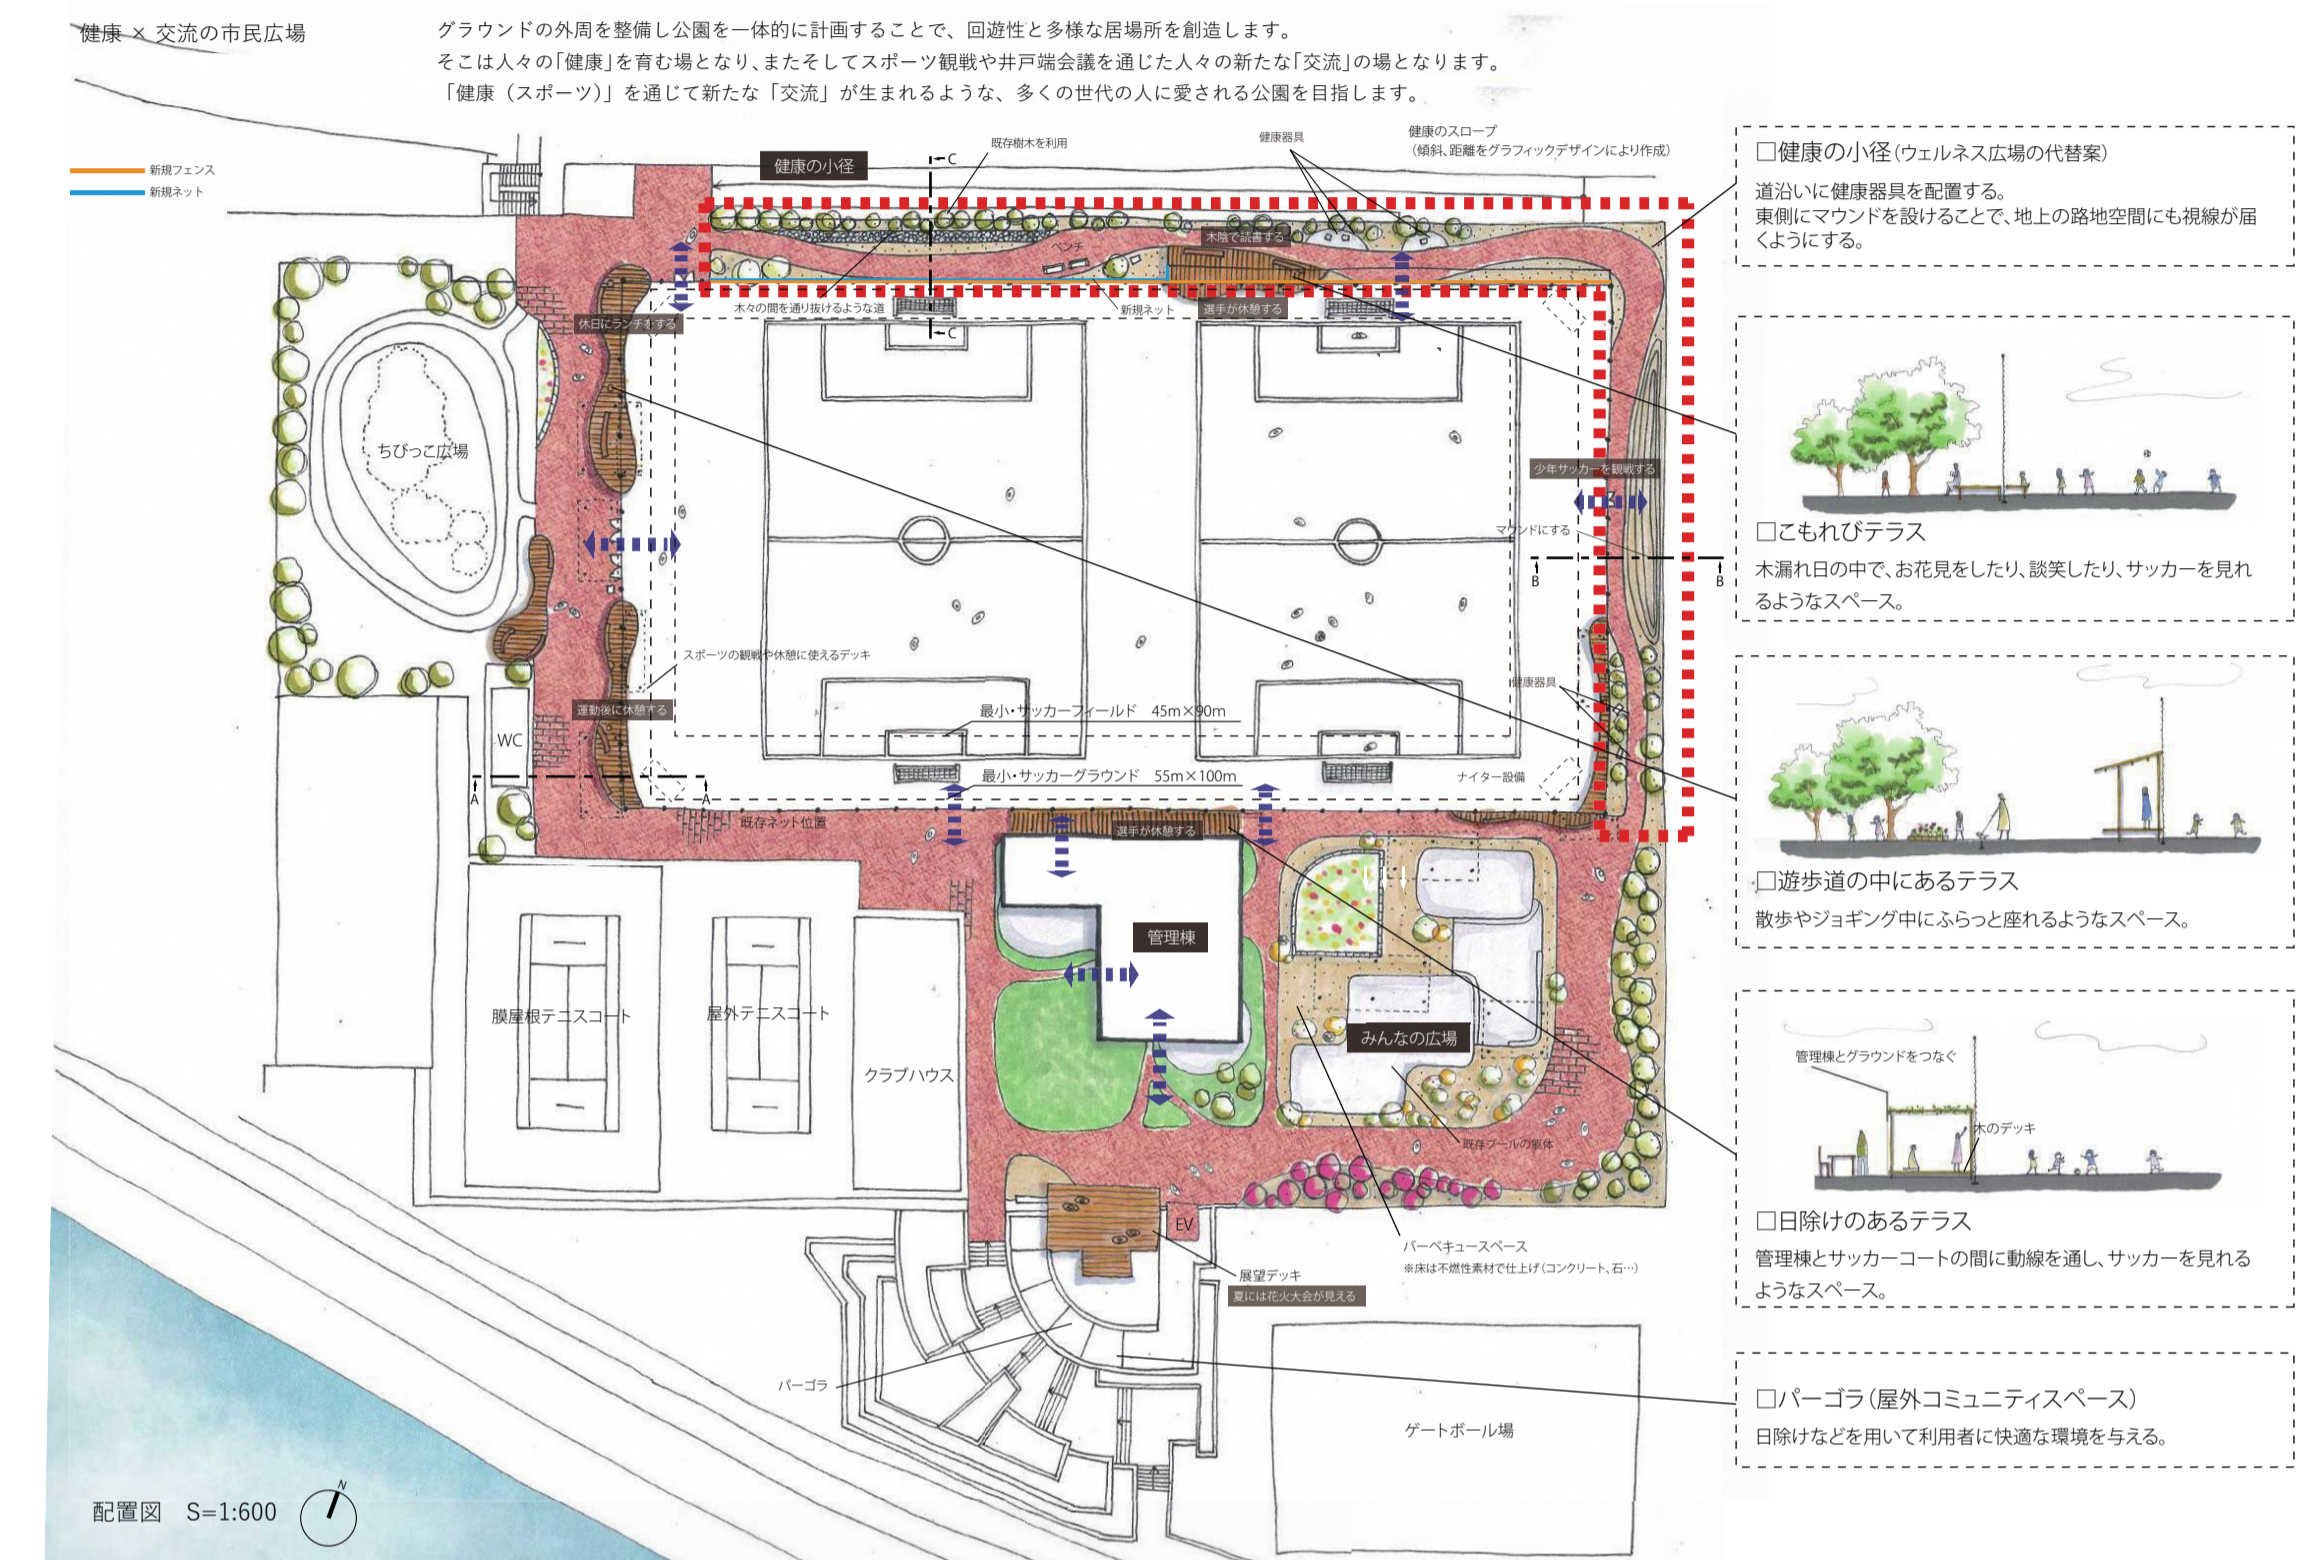 健康 × 交流の市民広場
グラウンドの外周を整備し公園を一体的に計画することで、回遊性と多様な居場所を創造します。
そこは人々の「健康」を育む場となり、またそしてスポーツ観戦や井戸端会議を通じた人々の新たな「交流」の場となります。
「健康（スポーツ）」を通じて新たな「交流」が生まれるような、多くの世代の人に愛される公園を目指します。
新規フェンス
新規ネット
健康の小径
C
既存樹木を利用
健康器具
健康のスロープ
（傾斜、距離をグラフィックデザインにより作成）
木陰で読書する
ベンチ
休日にランチをする
木々の間を通り抜けるような道
新規ネット
選手が休憩する
C
ちびっこ広場
少年サッカーを観戦する
マウンドにする
B
B
スポーツの観戦や休憩に使えるデッキ
健康器具
運動後に休憩する
最小・サッカーフィールド 45m×90m
WC
最小・サッカーグラウンド 55m×100m
ナイター設備
A
A
既存ネット位置
選手が休憩する
管理棟
膜屋根テニスコート
屋外テニスコート
クラブハウス
みんなの広場
既存プールの躯体
EV
バーベキュースペース
※床は不燃性素材で仕上げ（コンクリート、石…）
展望デッキ
夏には花火大会が見える
パーゴラ
ゲートボール場
配置図 S=1:600
N
□健康の小径（ウェルネス広場の代替案）
道沿いに健康器具を配置する。
東側にマウンドを設けることで、地上の路地空間にも視線が届
くようにする。
□こもれびテラス
木漏れ日の中で、お花見をしたり、談笑したり、サッカーを見れ
るようなスペース。
□遊歩道の中にあるテラス
散歩やジョギング中にふらっと座れるようなスペース。
管理棟とグラウンドをつなぐ
木のデッキ
□日除けのあるテラス
管理棟とサッカーコートの間に動線を通し、サッカーを見れる
ようなスペース。
□パーゴラ（屋外コミュニティスペース）
日除けなどを用いて利用者に快適な環境を与える。